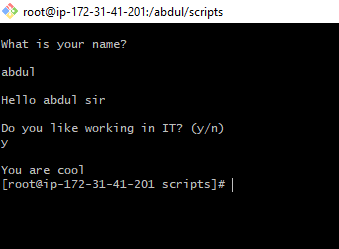 root@ip-172-31-41-201:/abdul/scripts
What is your name?
abdul
Hello abdul sir
Do you like working in IT? (y/n)
y
You are cool
[root@ip-172-31-41-201 scripts]#